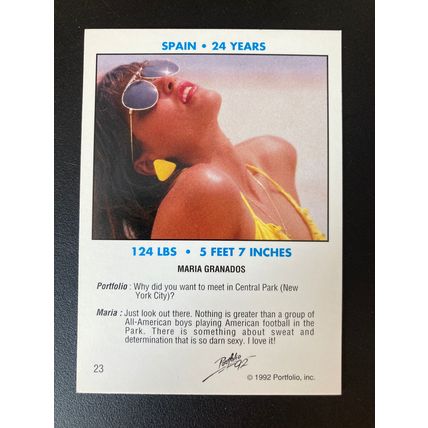 SPAIN • 24 YEARS
124 LBS • 5 FEET 7 INCHES
MARIA GRANADOS
Portfolio : Why did you want to meet in Central Park (New
York City)?
Maria : Just look out there. Nothing is greater than a group of
All-American boys playing American football in the
Park. There is something about sweat and
determination that is so darn sexy. I love it!
Portfolio
92
23
© 1992 Portfolio, inc.